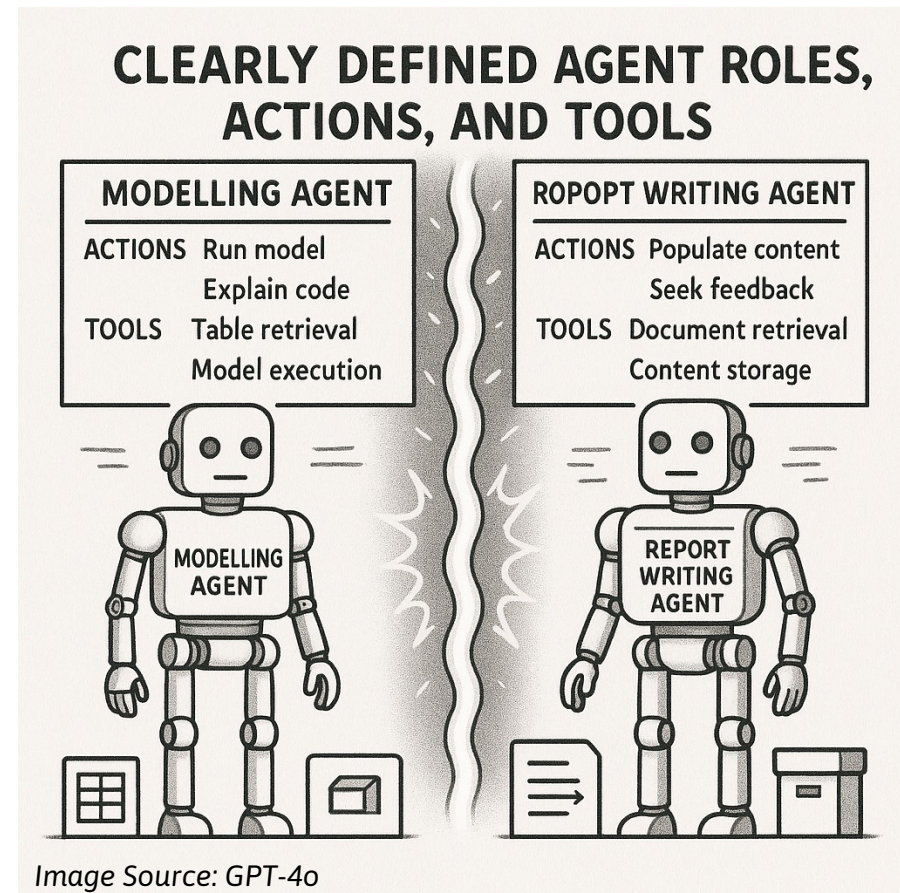 CLEARLY DEFINED AGENT ROLES,
ACTIONS, AND TOOLS
MODELLING AGENT
ACTIONS Run model
Explain code
TOOLS Table retrieval
Model execution
ROPOPT WRITING AGENT
ACTIONS Populate content
Seek feedback
TOOLS Document retrieval
Content storage
MODELLING
AGENT
REPORT
WRITING
AGENT
Image Source: GPT-4o